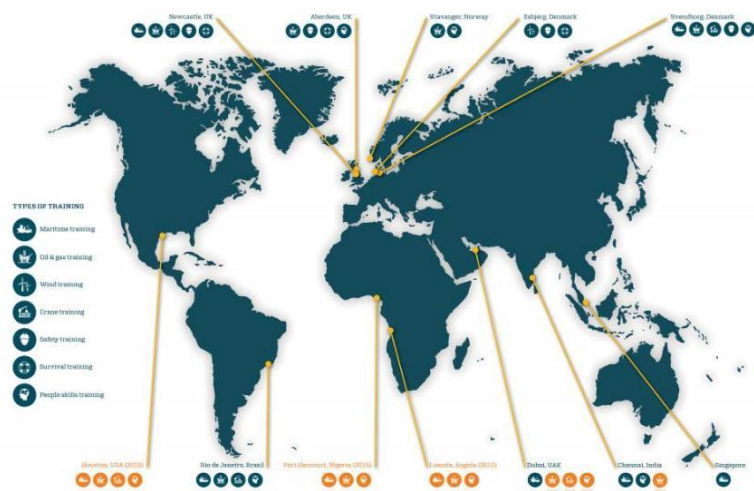 Newcastle, UK
Aberdeen, UK
Stavanger, Norway
Esbjerg, Denmark
Svendborg, Denmark
TYPES OF TRAINING
Maritime training
Oil & gas training
Wind training
Crane training
Safety training
Survival training
People skills training
Houston, USA (2015)
Rio de Janeiro, Brazil
Port Harcourt, Nigeria (2015)
Luanda, Angola (2015)
Dubai, UAE
Chennai, India
Singapore